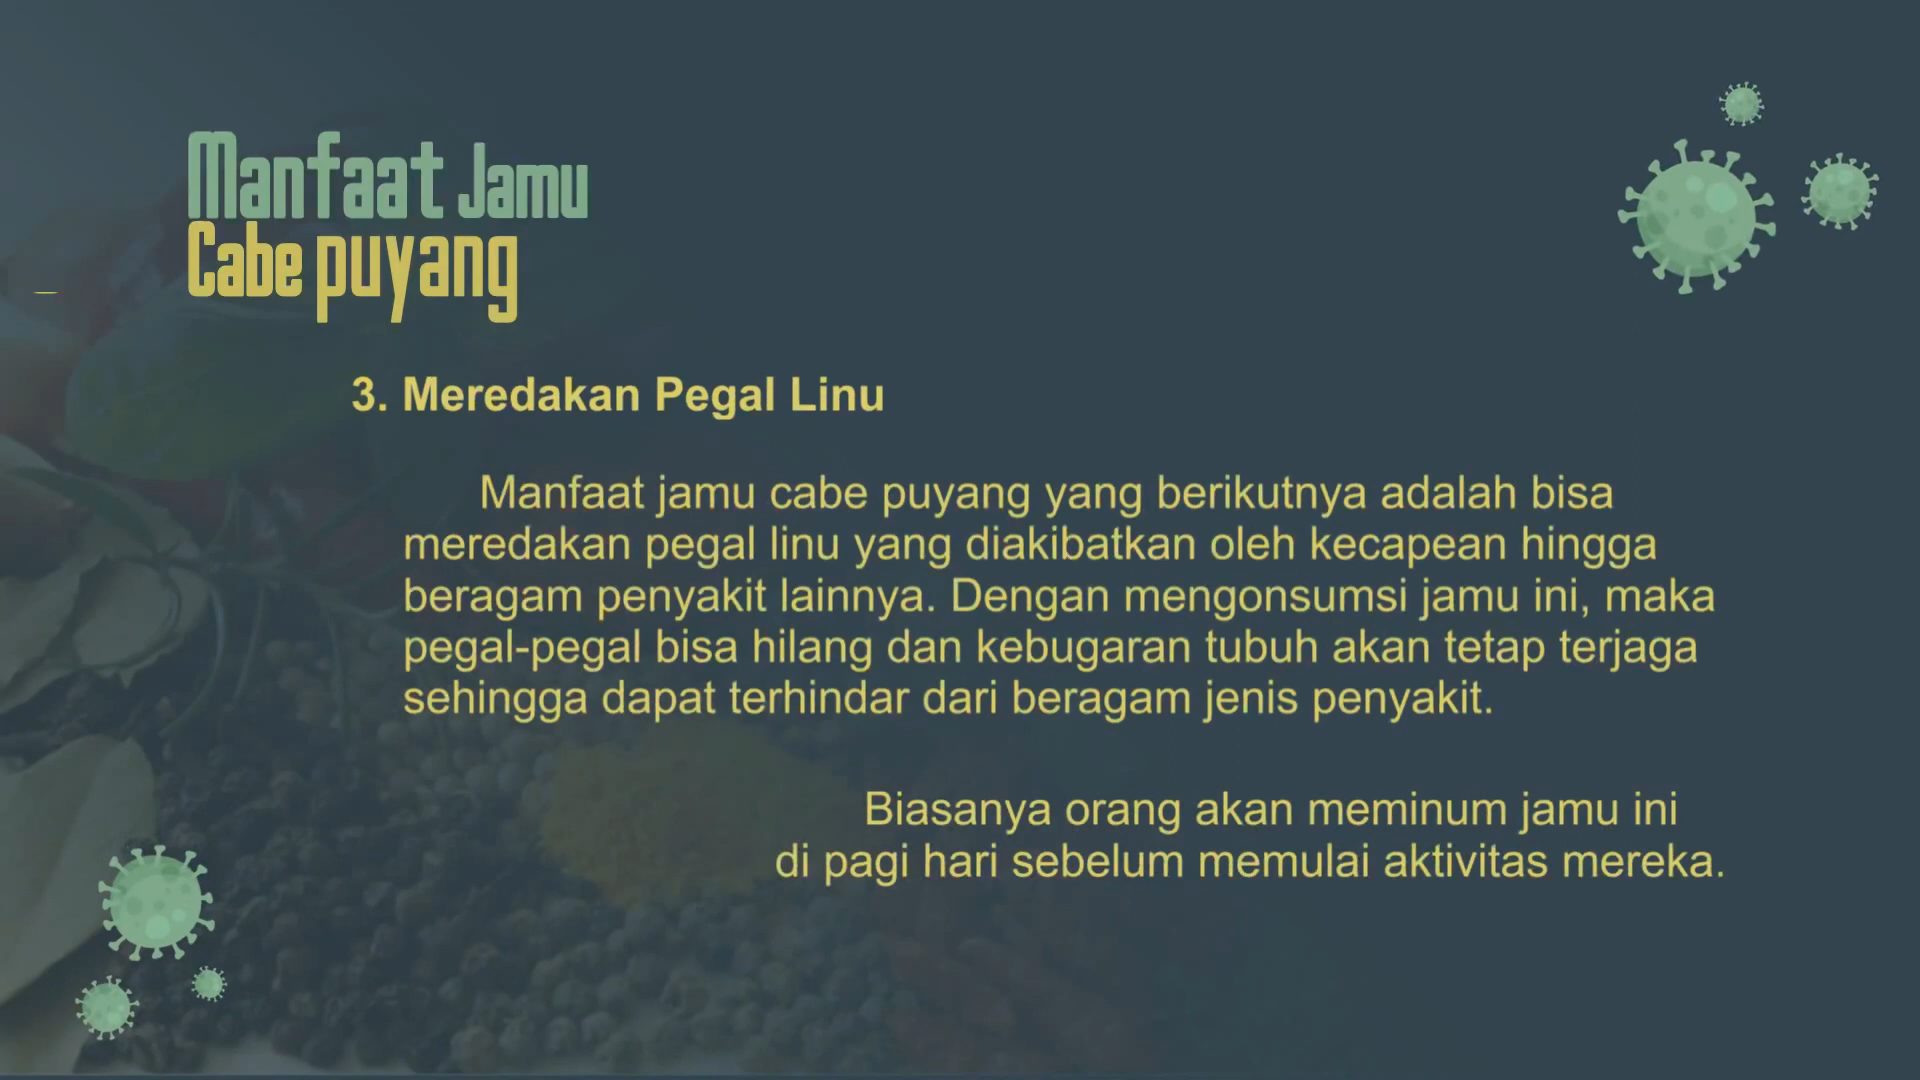 Manfaat Jamu
Cabe puyang
3. Meredakan Pegal Linu
Manfaat jamu cabe puyang yang berikutnya adalah bisa
meredakan pegal linu yang diakibatkan oleh kecapean hingga
beragam penyakit lainnya. Dengan mengonsumsi jamu ini, maka
pegal-pegal bisa hilang dan kebugaran tubuh akan tetap terjaga
sehingga dapat terhindar dari beragam jenis penyakit.
Biasanya orang akan meminum jamu ini
di pagi hari sebelum memulai aktivitas mereka.